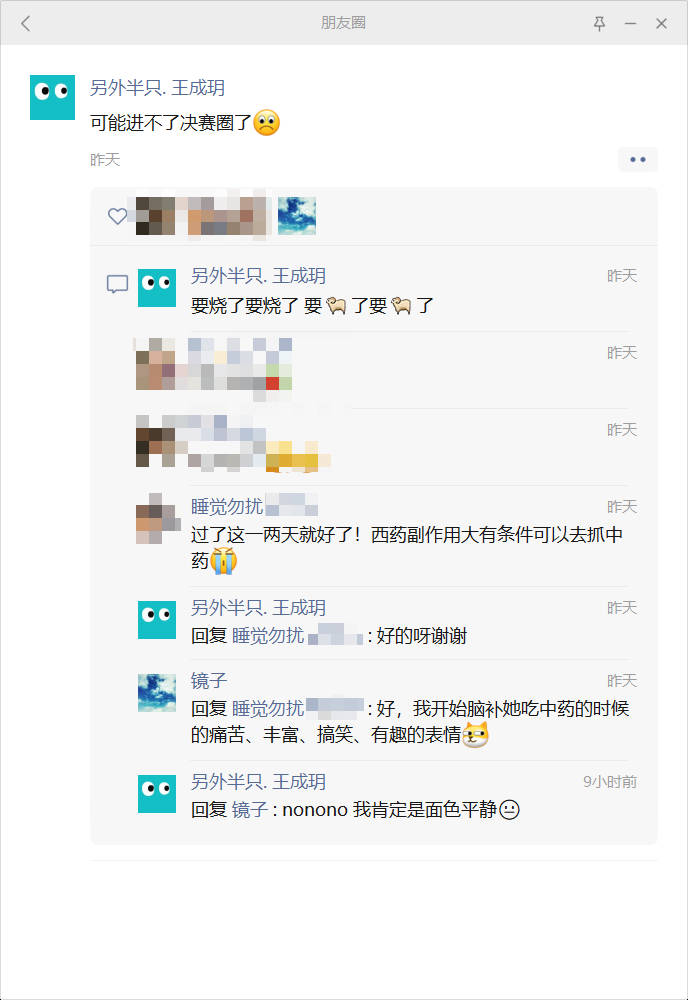 朋友圈
另外半只. 王成玥
可能进不了决赛圈了☹️
昨天
另外半只. 王成玥
昨天
要烧了要烧了 要🐏了要🐏了
昨天
昨天
睡觉勿扰
昨天
过了这一两天就好了！西药副作用大有条件可以去抓中
药😭
另外半只. 王成玥
昨天
回复 睡觉勿扰 : 好的呀谢谢
镜子
昨天
回复 睡觉勿扰 : 好，我开始脑补她吃中药的时候
的痛苦、丰富、搞笑、有趣的表情
另外半只. 王成玥
9小时前
回复 镜子 : nonono 我肯定是面色平静😐